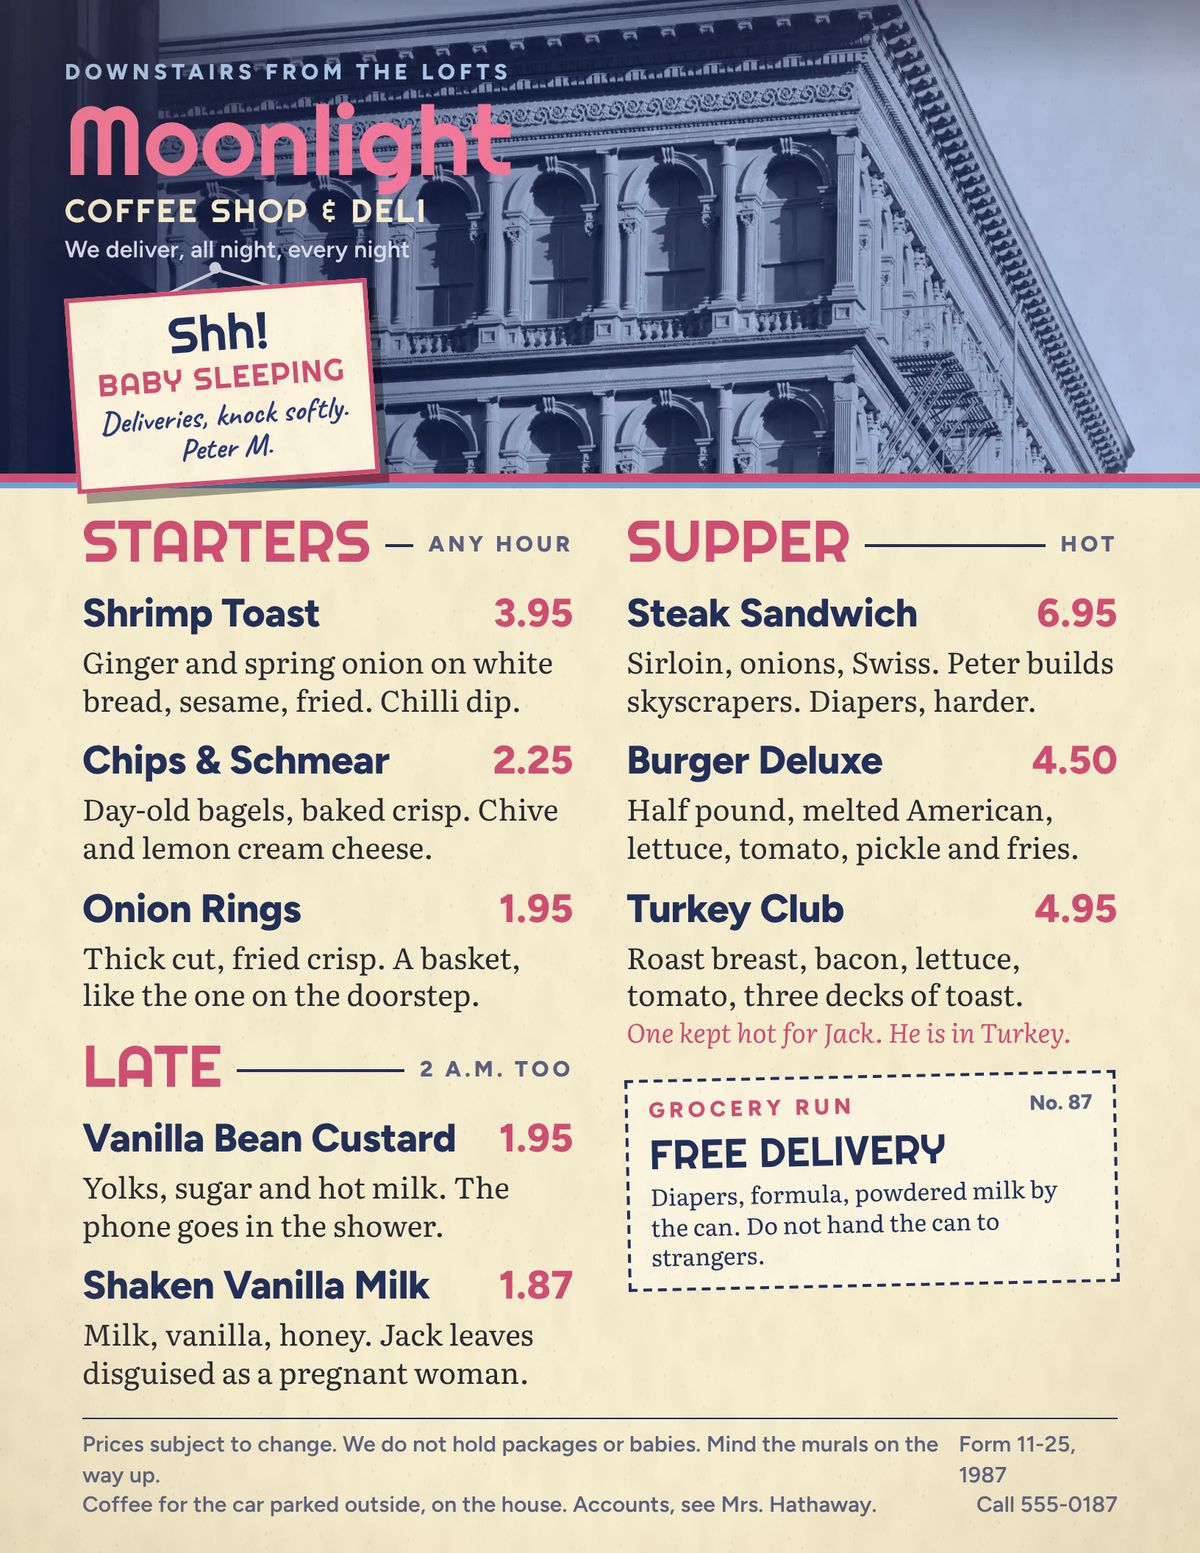 DOWNSTAIRS FROM THE LOFTS
Moonlight
COFFEE SHOP & DELI
We deliver, all night, every night
Shh!
BABY SLEEPING
Deliveries, knock softly.
Peter M.
STARTERS — ANY HOUR
Shrimp Toast 3.95
Ginger and spring onion on white
bread, sesame, fried. Chilli dip.
Chips & Schmear 2.25
Day-old bagels, baked crisp. Chive
and lemon cream cheese.
Onion Rings 1.95
Thick cut, fried crisp. A basket,
like the one on the doorstep.
LATE 2 A.M. TOO
Vanilla Bean Custard 1.95
Yolks, sugar and hot milk. The
phone goes in the shower.
Shaken Vanilla Milk 1.87
Milk, vanilla, honey. Jack leaves
disguised as a pregnant woman.
SUPPER HOT
Steak Sandwich 6.95
Sirloin, onions, Swiss. Peter builds
skyscrapers. Diapers, harder.
Burger Deluxe 4.50
Half pound, melted American,
lettuce, tomato, pickle and fries.
Turkey Club 4.95
Roast breast, bacon, lettuce,
tomato, three decks of toast.
One kept hot for Jack. He is in Turkey.
GROCERY RUN No. 87
FREE DELIVERY
Diapers, formula, powdered milk by
the can. Do not hand the can to
strangers.
Prices subject to change. We do not hold packages or babies. Mind the murals on the
way up.
Form 11-25,
1987
Coffee for the car parked outside, on the house. Accounts, see Mrs. Hathaway.
Call 555-0187